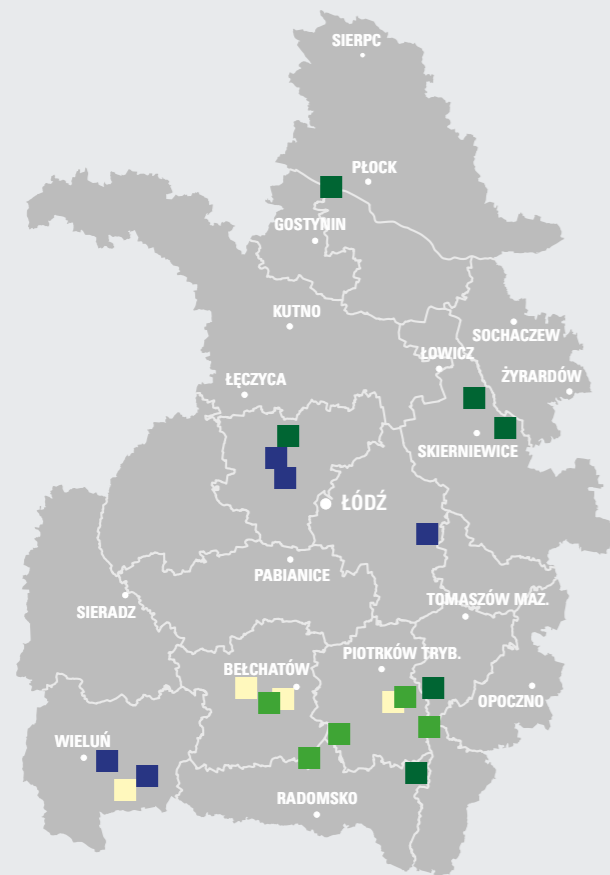 SIERPC
PŁOCK
GOSTYNIN
KUTNO
SOCHACZEW
ŁOWICZ
ŻYRARDÓW
ŁĘCZYCA
SKIERNIEWICE
ŁÓDŹ
PABIANICE
TOMASZÓW MAZ.
SIERADZ
PIOTRKÓW TRYB.
BEŁCHATÓW
OPOCZNO
WIELUŃ
RADOMSKO